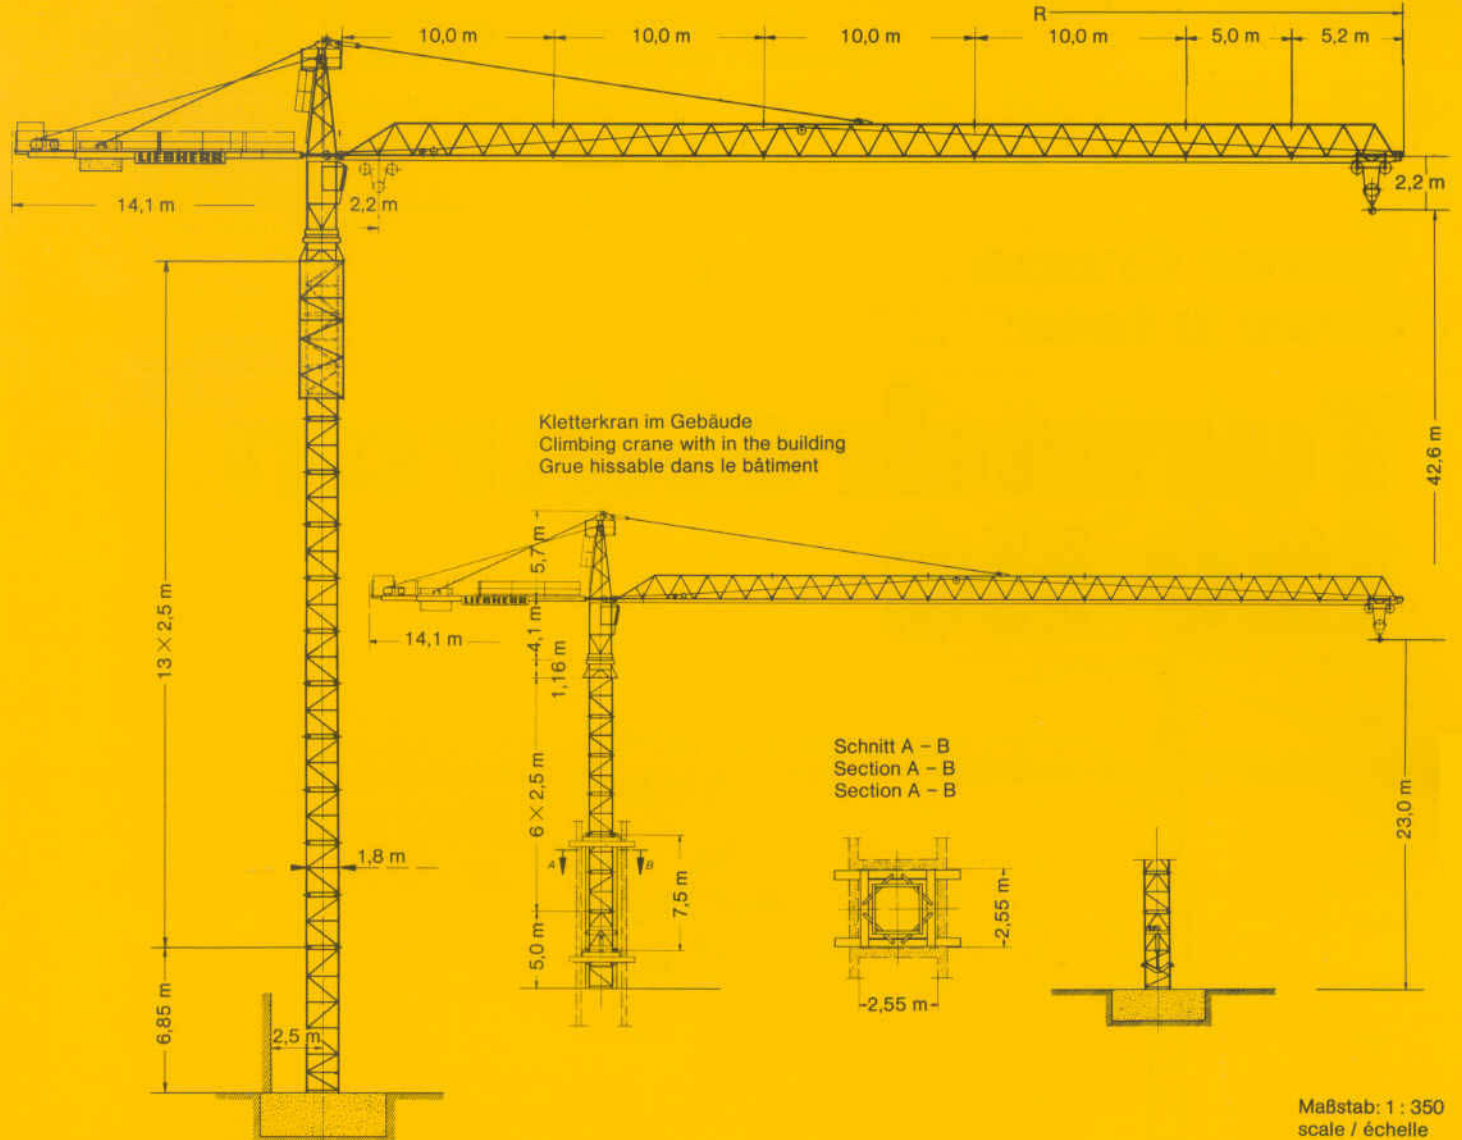 R
10,0 m
10,0 m
10,0 m
10,0 m
5,0 m
5,2 m
LIEBHERR
14,1 m
2,2 m
2,2 m
42,6 m
13 × 2,5 m
Kletterkran im Gebäude
Climbing crane with in the building
Grue hissable dans le bâtiment
5,7 m
LIEBHERR
14,1 m
4,1 m
1,16 m
6 × 2,5 m
Schnitt A – B
Section A – B
Section A – B
23,0 m
1,8 m
A
B
7,5 m
5,0 m
2,55 m
2,55 m
6,85 m
2,5 m
Maßstab: 1 : 350
scale / échelle